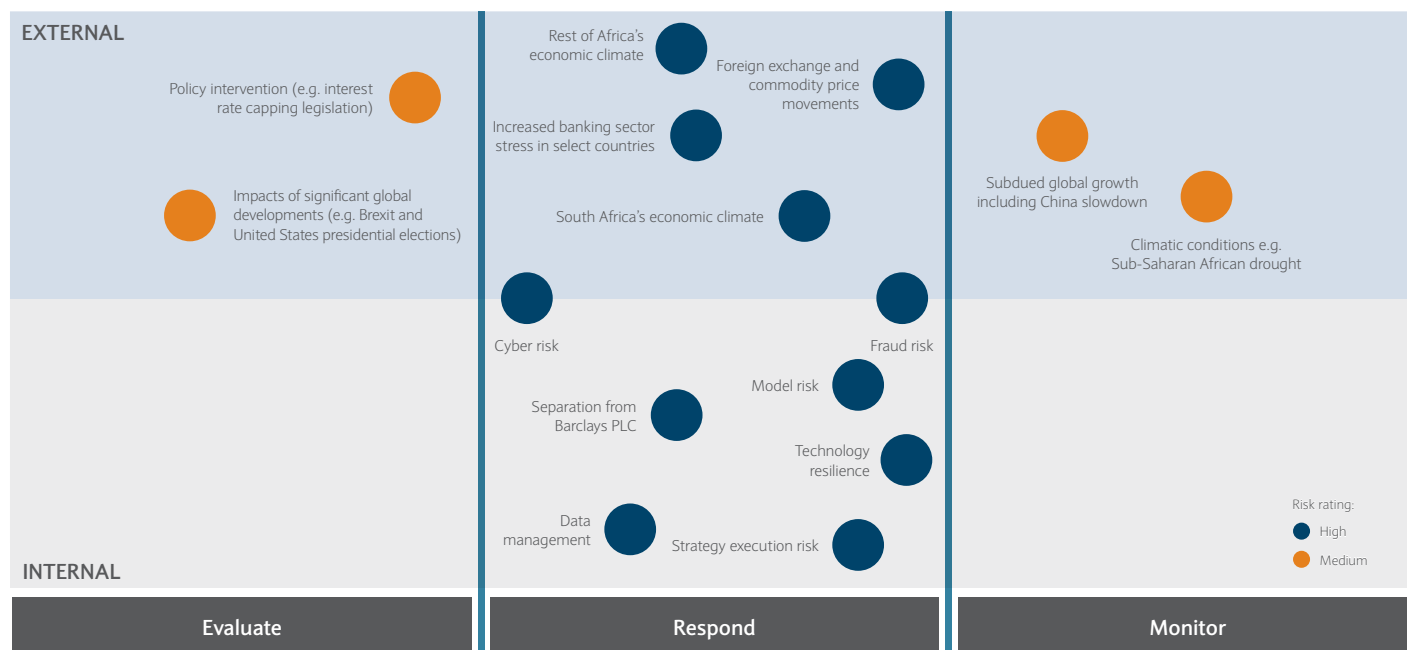 EXTERNAL
Policy intervention (e.g. interest
rate capping legislation)
Impacts of significant global
developments (e.g. Brexit and
United States presidential elections)
Rest of Africa's
economic climate
Foreign exchange and
commodity price
movements
Increased banking sector
stress in select countries
South Africa's economic climate
Subdued global growth
including China slowdown
Climatic conditions e.g.
Sub-Saharan African drought
Cyber risk
Fraud risk
Model risk
Separation from
Barclays PLC
Technology
resilience
Data
management
Strategy execution risk
Risk rating:
High
Medium
INTERNAL
Evaluate
Respond
Monitor